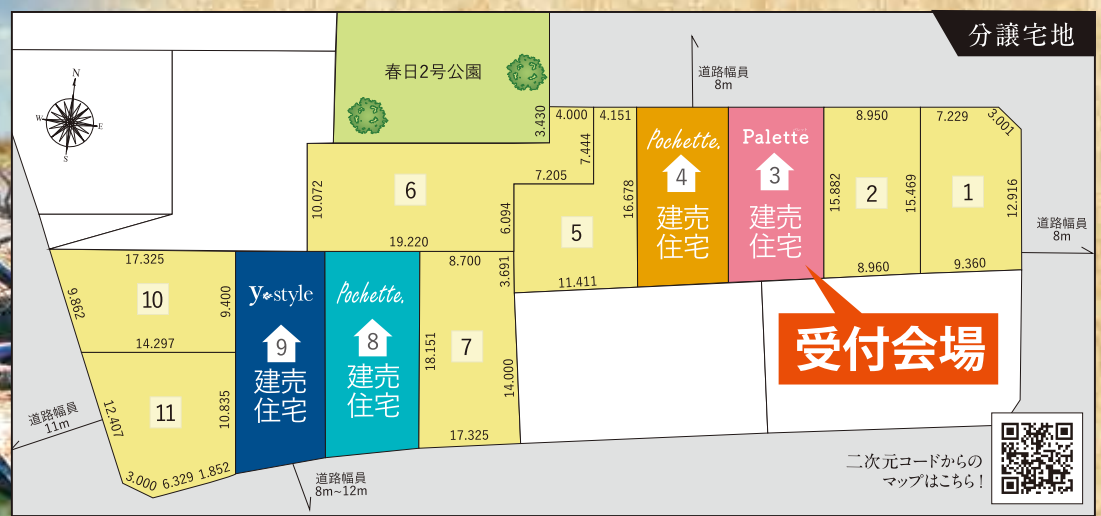 分譲宅地
春日2号公園
道路幅員
8m
N
W
E
S
3.430
4.000
4.151
7.444
7.205
16.678
5
11.411
Pochette.
4
建売
住宅
Palette
3
建売
住宅
8.950
15.882
2
15.469
8.960
7.229
3.001
1
12.916
9.360
道路幅員
8m
10.072
6
6.094
19.220
17.325
9.862
10
9.400
14.297
y style
9
建売
住宅
Pochette.
8
建売
住宅
8.700
3.691
18.151
7
14.000
17.325
受付会場
道路幅員
11m
12.407
11
10.835
3.000
6.329
1.852
道路幅員
8m~12m
二次元コードからの
マップはこちら!